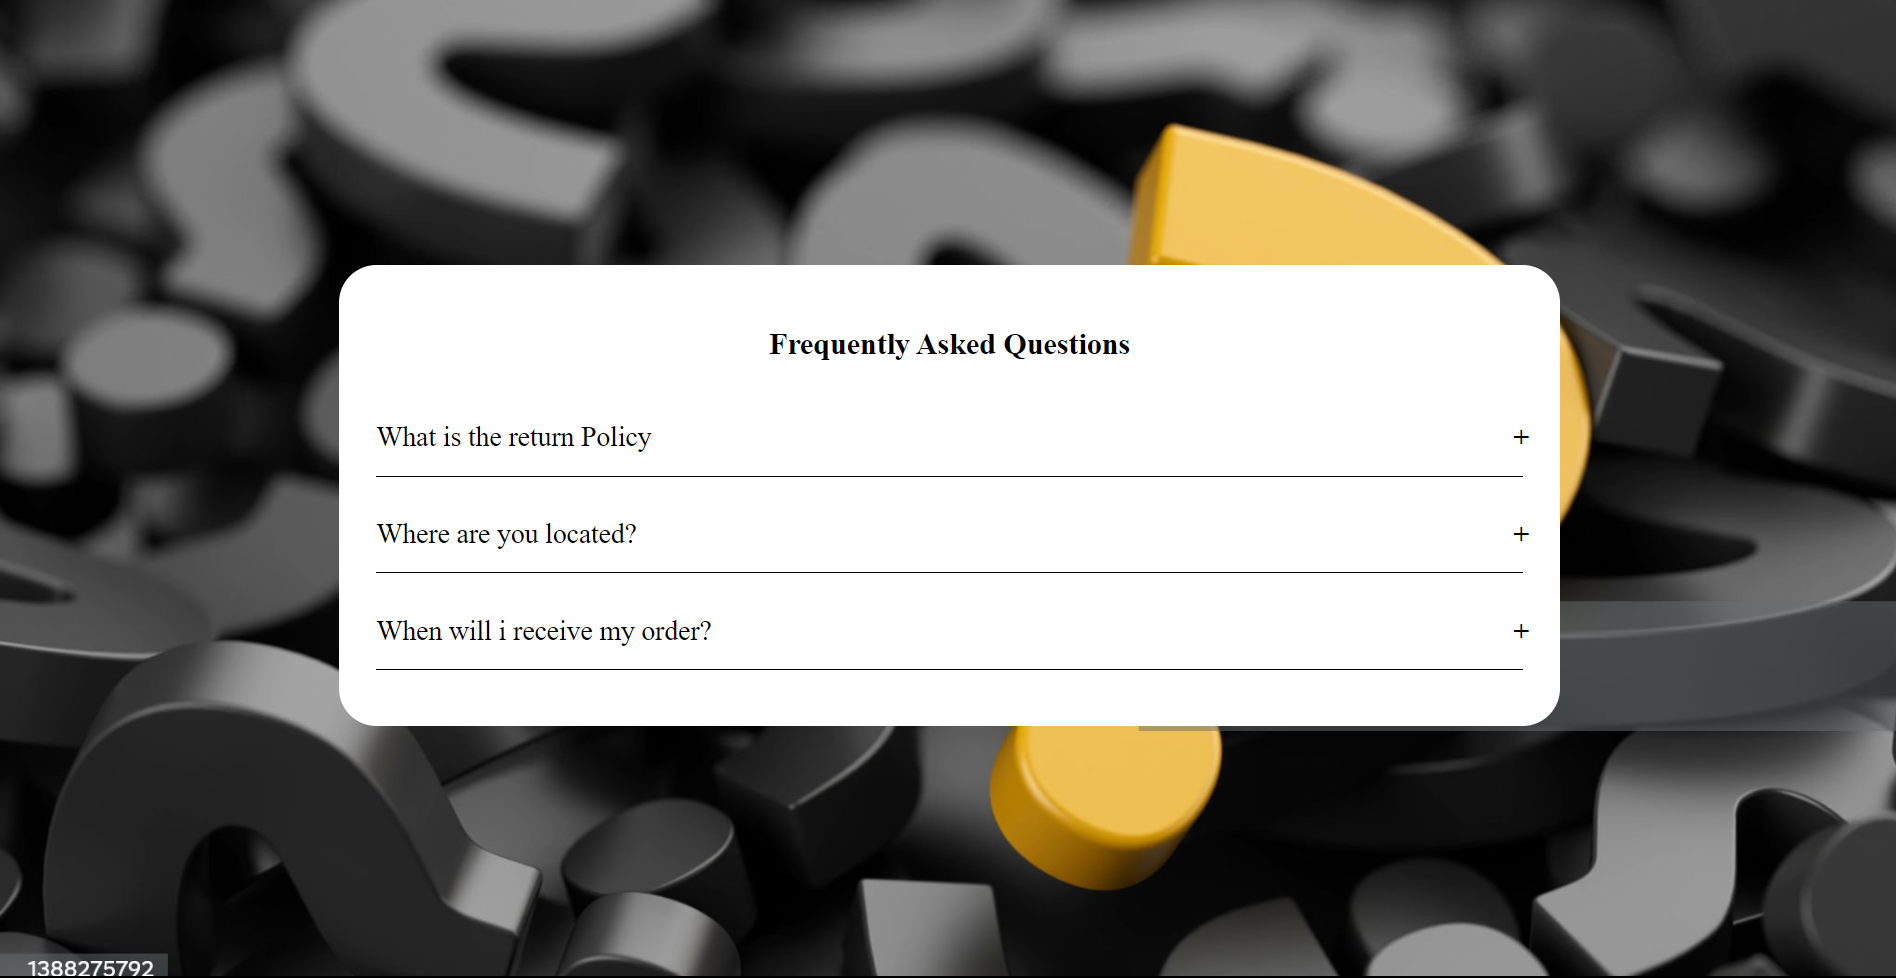 Frequently Asked Questions
What is the return Policy +
Where are you located? +
When will i receive my order? +
1388275792